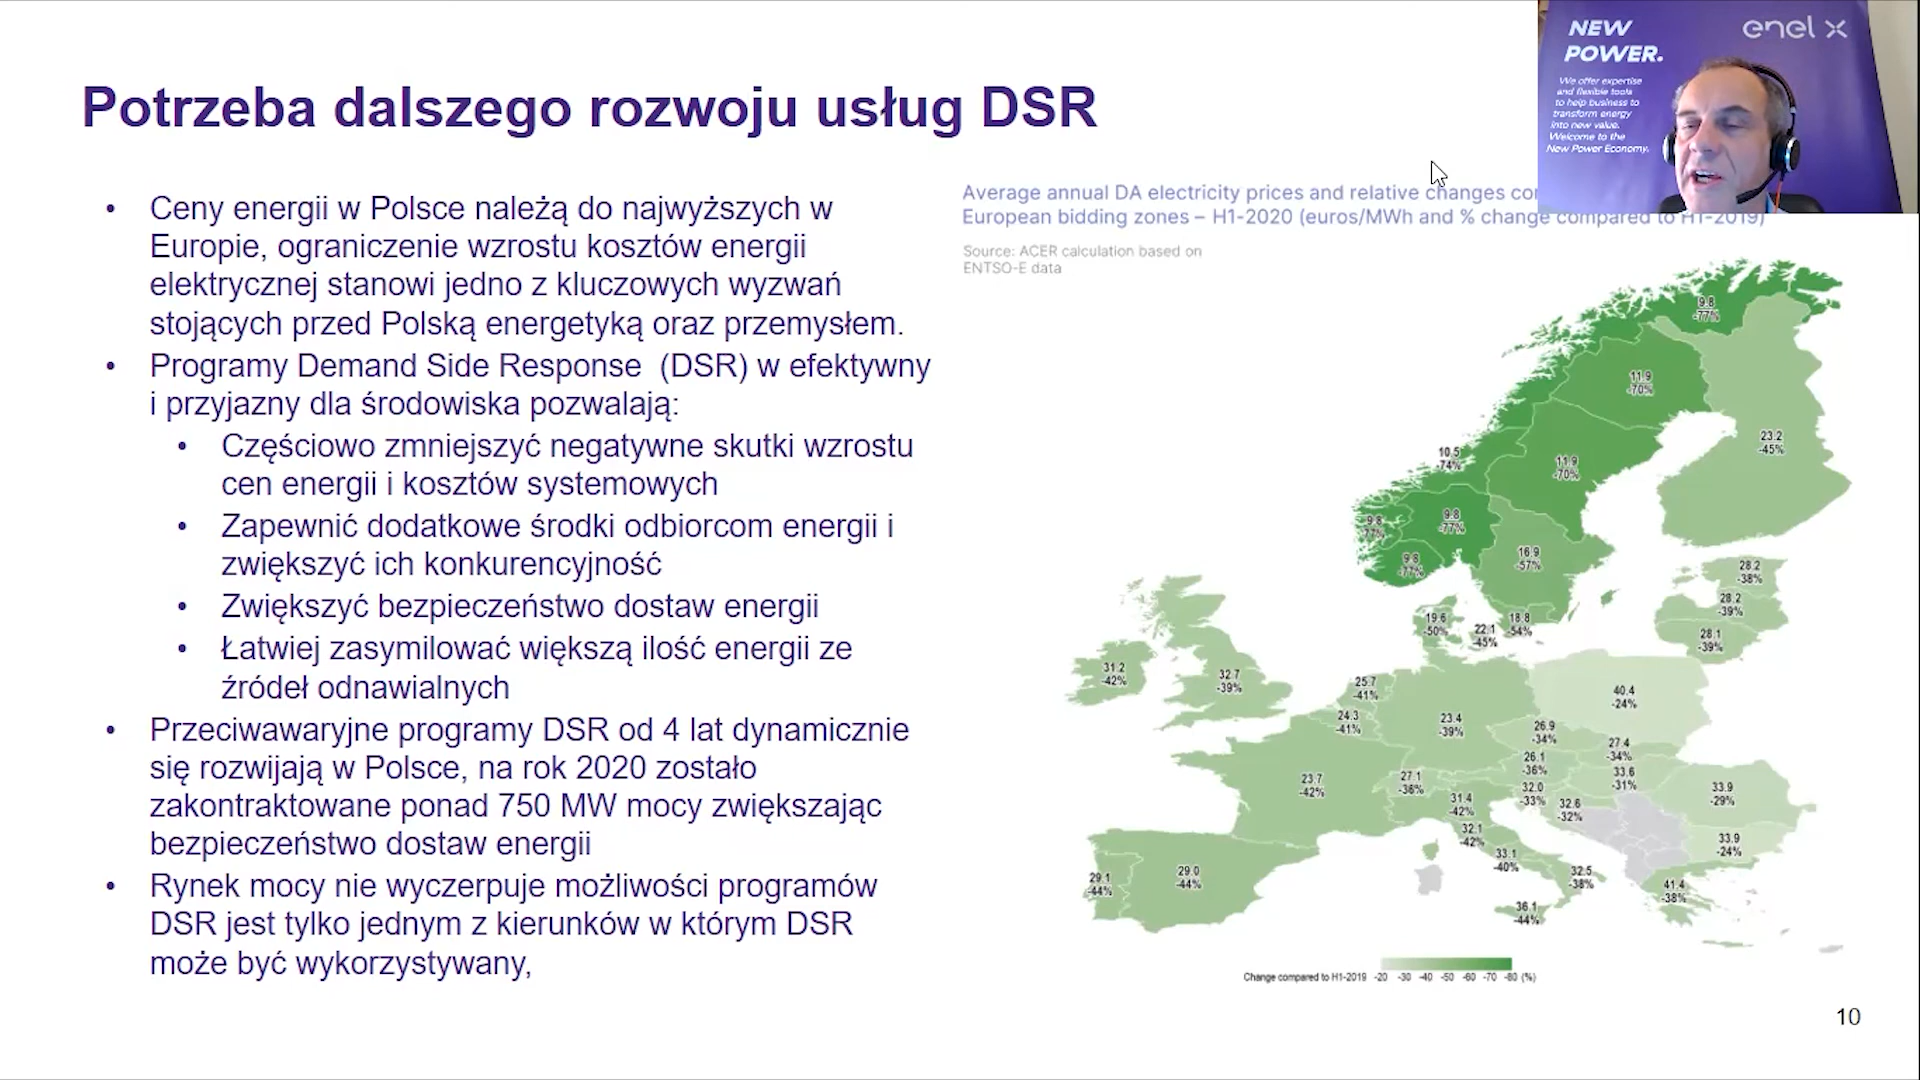 Potrzeba dalszego rozwoju usług DSR
• Ceny energii w Polsce należą do najwyższych w
Europie, ograniczenie wzrostu kosztów energii
elektrycznej stanowi jedno z kluczowych wyzwań
stojących przed Polską energetyką oraz przemysłem.
• Programy Demand Side Response (DSR) w efektywny
i przyjazny dla środowiska pozwalają:
• Częściowo zmniejszyć negatywne skutki wzrostu
cen energii i kosztów systemowych
• Zapewnić dodatkowe środki odbiorcom energii i
zwiększyć ich konkurencyjność
• Zwiększyć bezpieczeństwo dostaw energii
• Łatwiej zasymilować większą ilość energii ze
źródeł odnawialnych
• Przeciwawaryjne programy DSR od 4 lat dynamicznie
się rozwijają w Polsce, na rok 2020 zostało
zakontraktowane ponad 750 MW mocy zwiększając
bezpieczeństwo dostaw energii
• Rynek mocy nie wyczerpuje możliwości programów
DSR jest tylko jednym z kierunków w którym DSR
może być wykorzystywany,
NEW
POWER.
We offer expertise
and flexible tools
to help business to
transform energy
into new value.
Welcome to the
New Power Economy.
enel x
Average annual DA electricity prices and relative changes
European bidding zones – H1-2020 (euros/MWh and % change compared to H1-2019)
Source: ACER calculation based on
ENTSO-E data
9.8
-77%
11.9
-70%
23.2
-45%
10.5
-74%
11.9
-70%
9.8
-77%
9.8
-77%
9.8
-77%
16.9
-57%
28.2
-38%
28.2
-39%
28.1
-39%
19.6
-50%
22.1
-45%
18.8
-54%
31.2
-42%
32.7
-39%
25.7
-41%
24.3
-41%
23.4
-39%
40.4
-24%
26.9
-34%
27.4
-34%
26.1
-36%
33.6
-31%
23.7
-42%
27.1
-36%
32.0
-33%
32.6
-32%
33.9
-29%
31.4
-42%
32.1
-42%
33.1
-40%
33.9
-24%
29.1
-44%
29.0
-44%
32.5
-38%
41.4
-38%
36.1
-44%
Change compared to H1-2019 -20 -30 -40 -50 -60 -70 -80 (%)
10